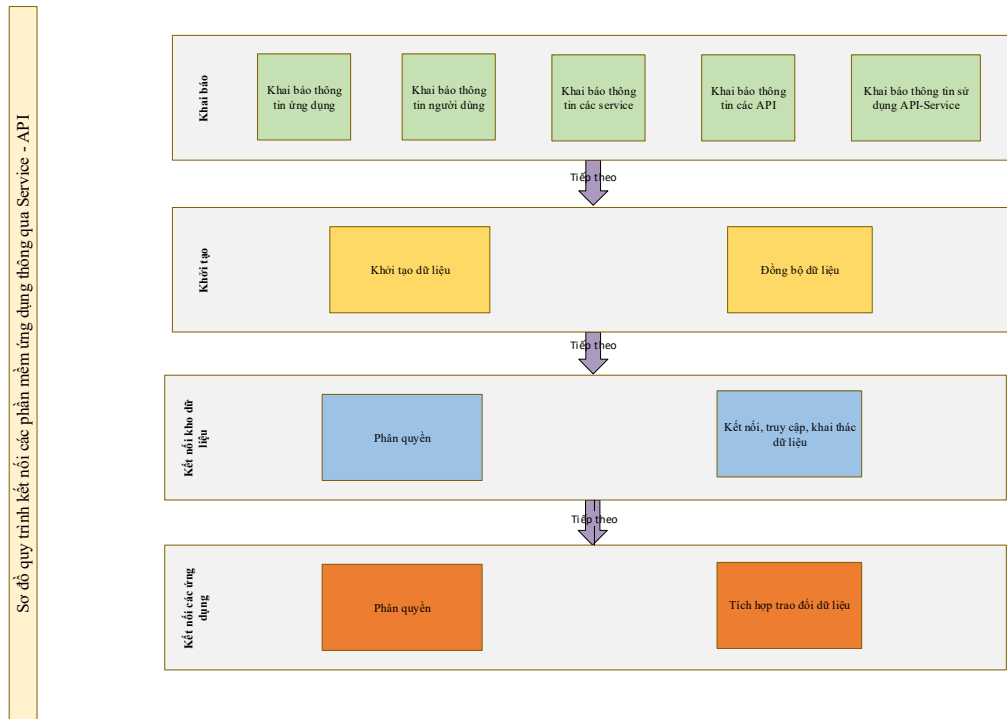 Sơ đồ quy trình kết nối các phần mềm ứng dụng thông qua Service - API
Khai báo
Khai báo thông
tin ứng dụng
Khai báo thông
tin người dùng
Khai báo thông
tin các service
Khai báo thông
tin các API
Khai báo thông tin sử
dụng API-Service
Tiếp theo
Khởi tạo
Khởi tạo dữ liệu
Đồng bộ dữ liệu
Tiếp theo
Kết nối kho dữ
liệu
Phân quyền
Kết nối, truy cập, khai thác
dữ liệu
Tiếp theo
Kết nối các ứng
dụng
Phân quyền
Tích hợp trao đổi dữ liệu